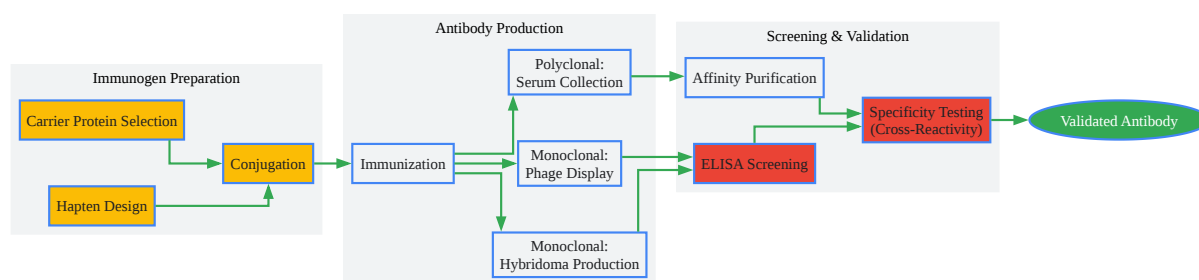 Immunogen Preparation
Carrier Protein Selection
Hapten Design
Conjugation
Antibody Production
Immunization
Polyclonal:
Serum Collection
Monoclonal:
Phage Display
Monoclonal:
Hybridoma Production
Screening & Validation
Affinity Purification
ELISA Screening
Specificity Testing
(Cross-Reactivity)
Validated Antibody